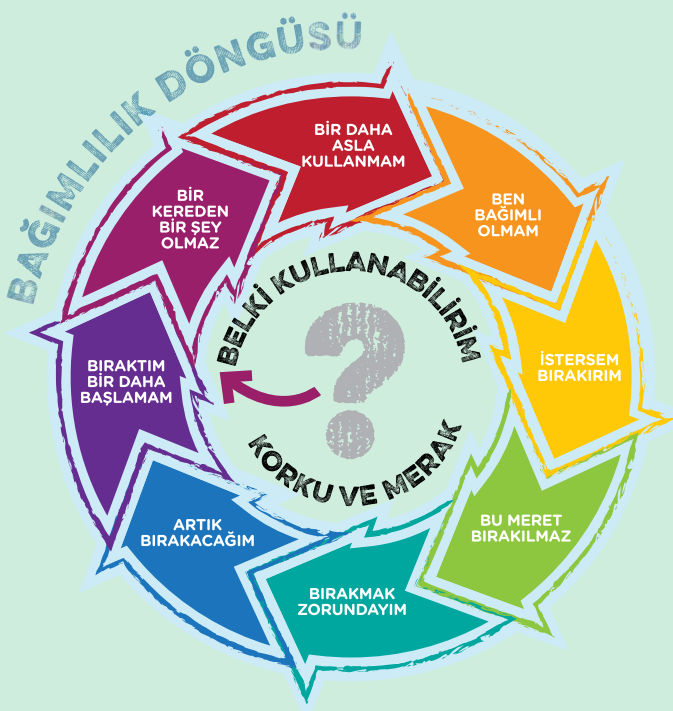 BAĞIMLILIK DÖNGÜSÜ
BİR DAHA
ASLA
KULLANMAM
BEN
BAĞIMLI
OLMAM
İSTERSEM
BIRAKIRIM
BU MERET
BIRAKILMAZ
BIRAKMAK
ZORUNDAYIM
ARTIK
BIRAKACAĞIM
BIRAKTIM
BİR DAHA
BAŞLAMAM
BİR
KEREDEN
BİR ŞEY
OLMAZ
BELKİ KULLANABİLİRİM
?
KORKU VE MERAK